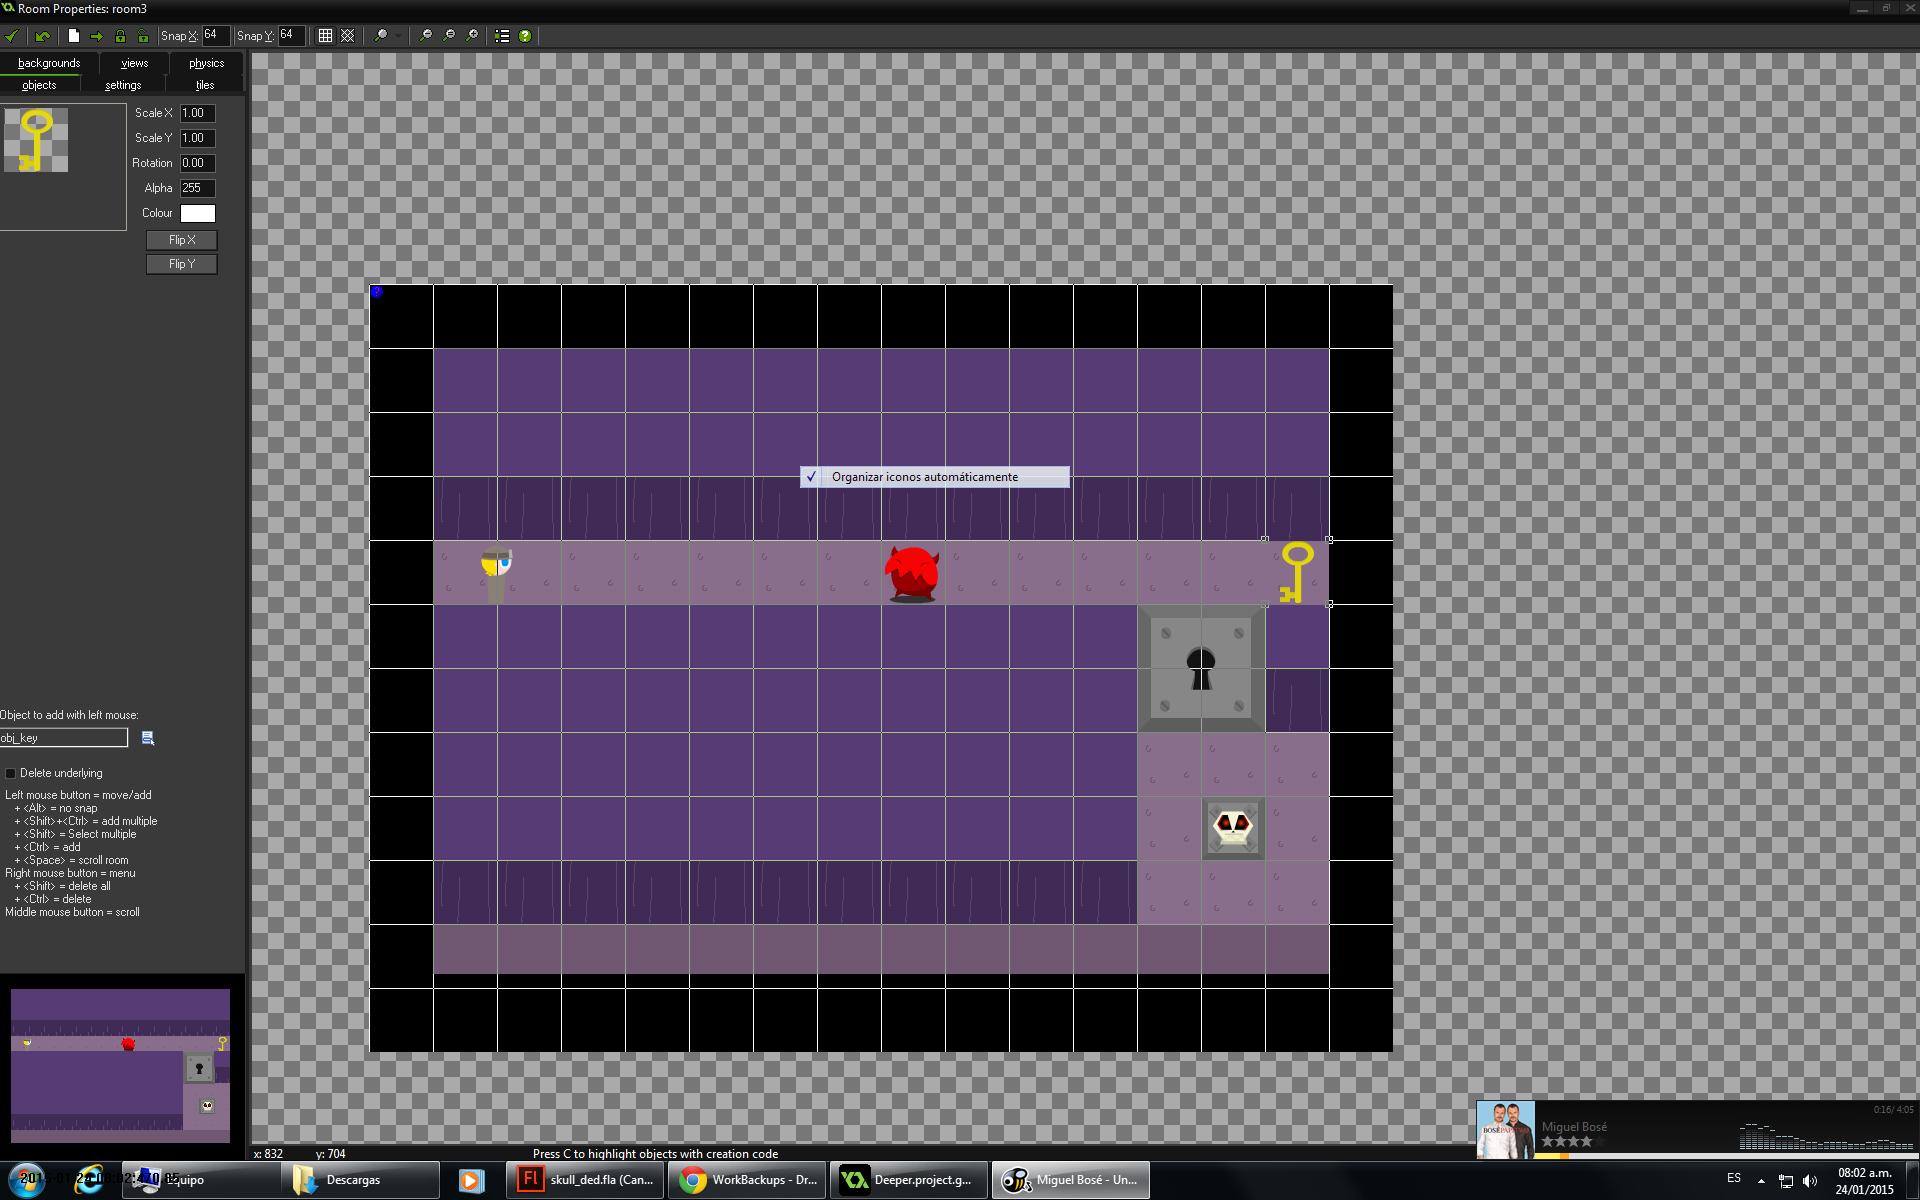 Room Properties: room3
Snap X: 64 Snap Y: 64
backgrounds views physics
objects settings tiles
Scale X 1.00
Scale Y 1.00
Rotation 0.00
Alpha 255
Colour
Flip X
Flip Y
✓ Organizar iconos automáticamente
Object to add with left mouse:
obj_key
Delete underlying
Left mouse button = move/add
+ <Alt> = no snap
+ <Shift>+<Ctrl> = add multiple
+ <Shift> = Select multiple
+ <Ctrl> = add
+ <Space> = scroll room
Right mouse button = menu
+ <Shift> = delete all
+ <Ctrl> = delete
Middle mouse button = scroll
x: 832 y: 704 Press C to highlight objects with creation code
0:16/ 4:05
Miguel Bosé
Descargas
Fl skull_ded.fla (Can...
WorkBackups - Dr...
Deeper.project.g...
Miguel Bosé - Un...
ES
08:02 a.m.
24/01/2015